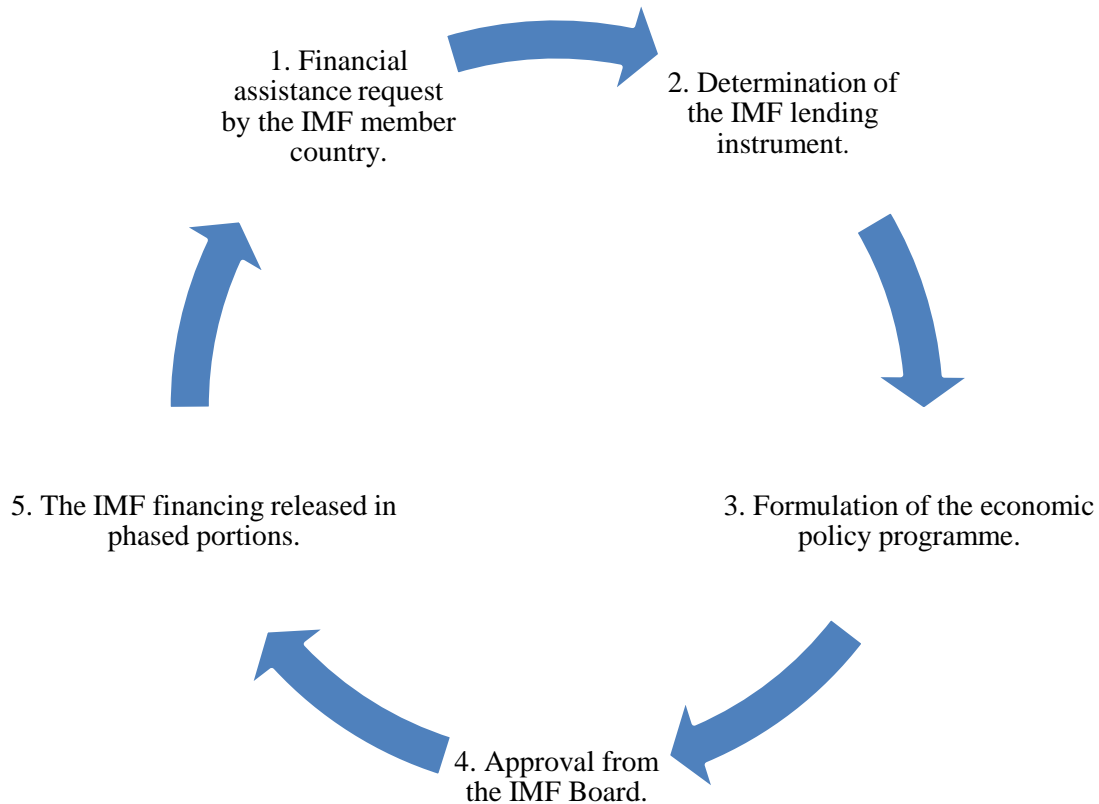 1. Financial
assistance request
by the IMF member
country.
2. Determination of
the IMF lending
instrument.
3. Formulation of the economic
policy programme.
4. Approval from
the IMF Board.
5. The IMF financing released in
phased portions.